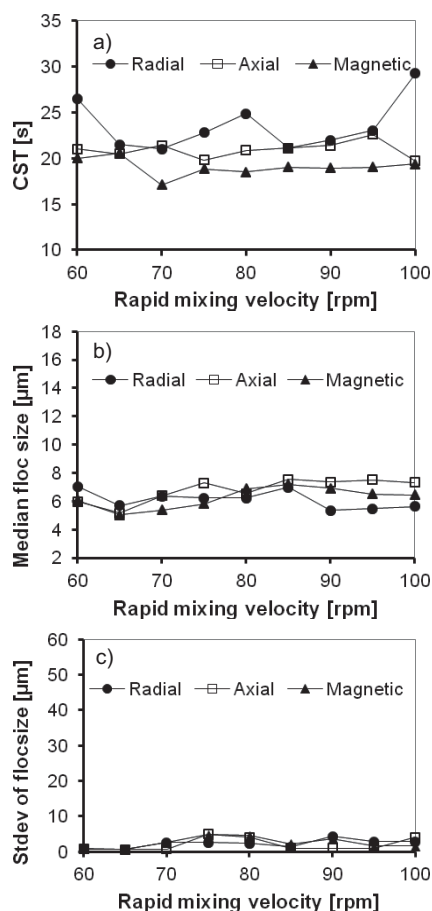 a)
Radial Axial Magnetic
CST [s]
35
30
25
20
15
10
60 70 80 90 100
Rapid mixing velocity [rpm]
b)
Radial Axial Magnetic
Median floc size [µm]
18
16
14
12
10
8
6
4
2
60 70 80 90 100
Rapid mixing velocity [rpm]
c)
Radial Axial Magnetic
Stdev of flocsize [µm]
60
50
40
30
20
10
0
60 70 80 90 100
Rapid mixing velocity [rpm]